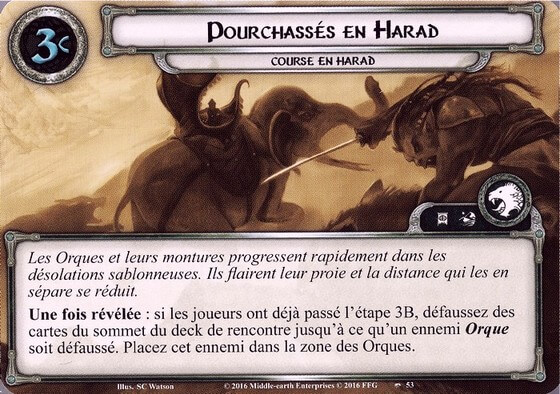 3C
Pourchassés en Harad
Course en Harad
Les Orques et leurs montures progressent rapidement dans les
désolations sablonneuses. Ils flairent leur proie et la distance qui les en
sépare se réduit.
Une fois révélée : si les joueurs ont déjà passé l'étape 3B, défaussez des
cartes du sommet du deck de rencontre jusqu'à ce qu'un ennemi Orque
soit défaussé. Placez cet ennemi dans la zone des Orques.
Illus. SC Watson © 2016 Middle-earth Enterprises © 2016 FFG 53